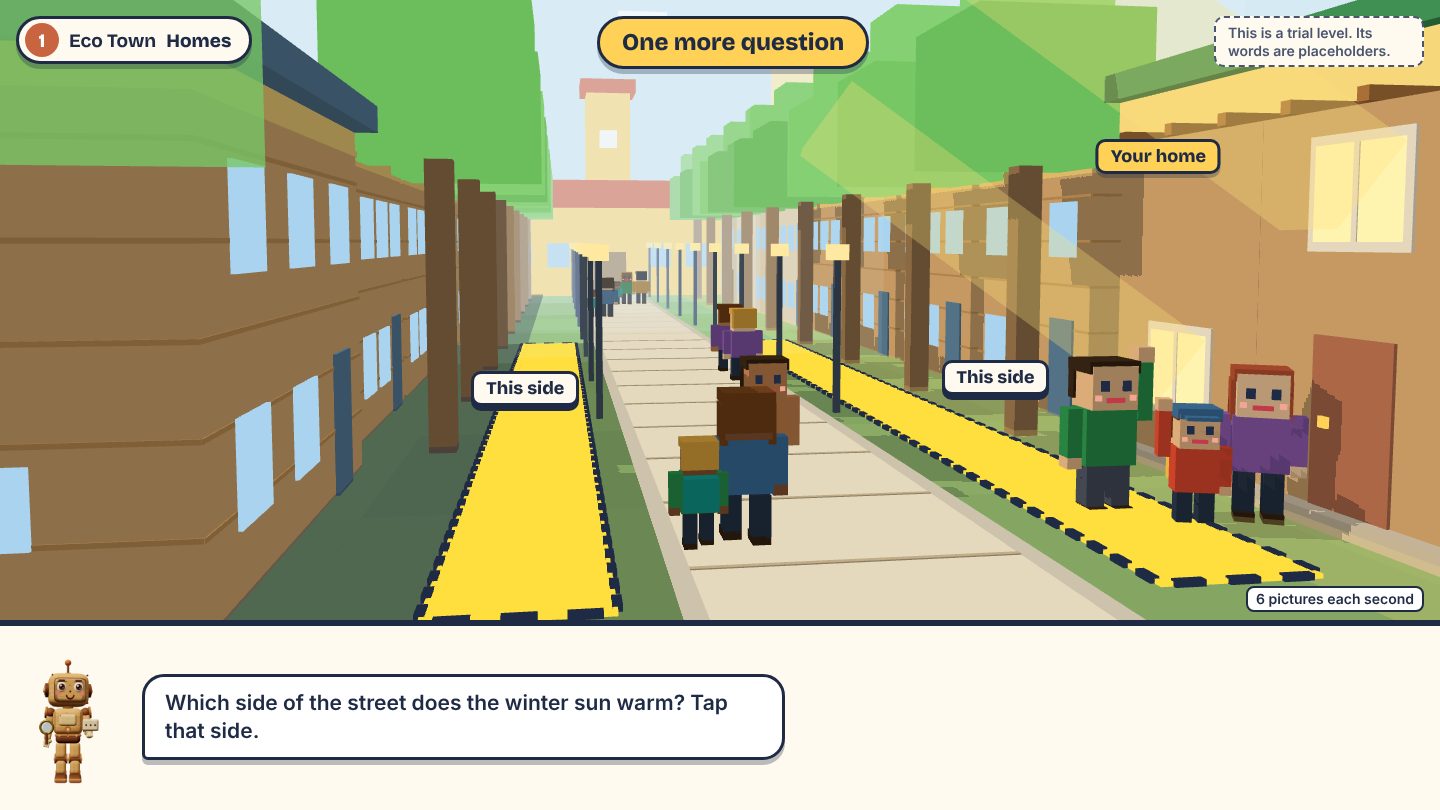 1 Eco Town Homes
One more question
This is a trial level. Its
words are placeholders.
Your home
This side
This side
6 pictures each second
Which side of the street does the winter sun warm? Tap
that side.